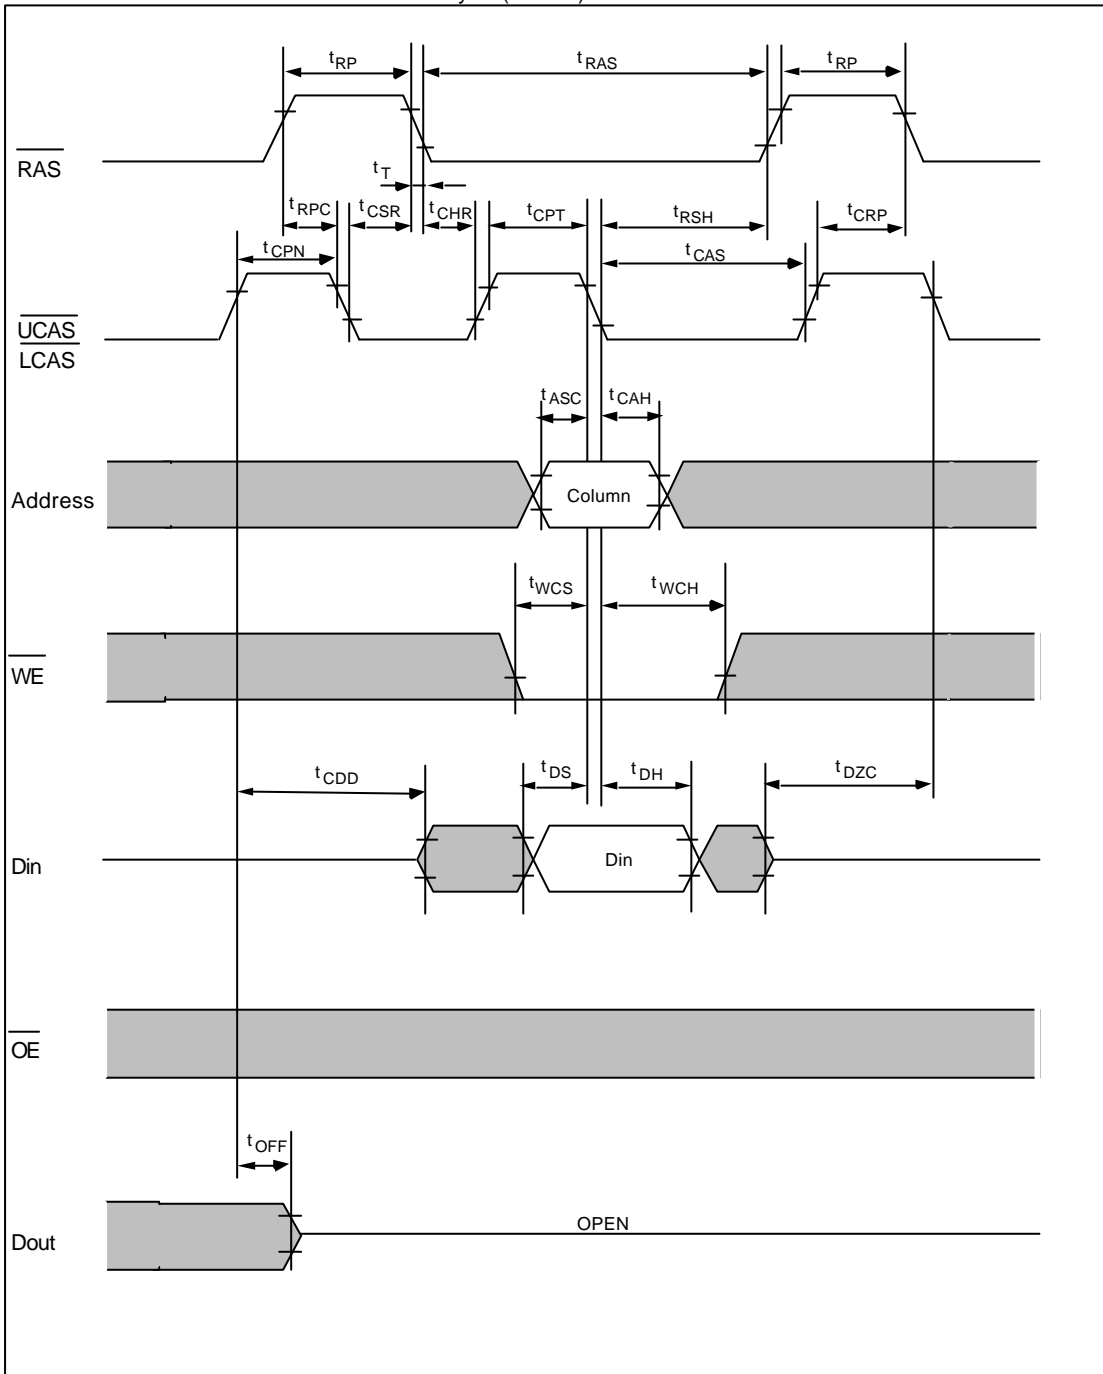 tRP
tRAS
tRP
RAS
tT
tRPC
tCSR
tCHR
tCPT
tRSH
tCRP
tCPN
tCAS
UCAS
LCAS
tASC
tCAH
Address
Column
tWCS
tWCH
WE
tCDD
tDS
tDH
tDZC
Din
Din
OE
tOFF
OPEN
Dout